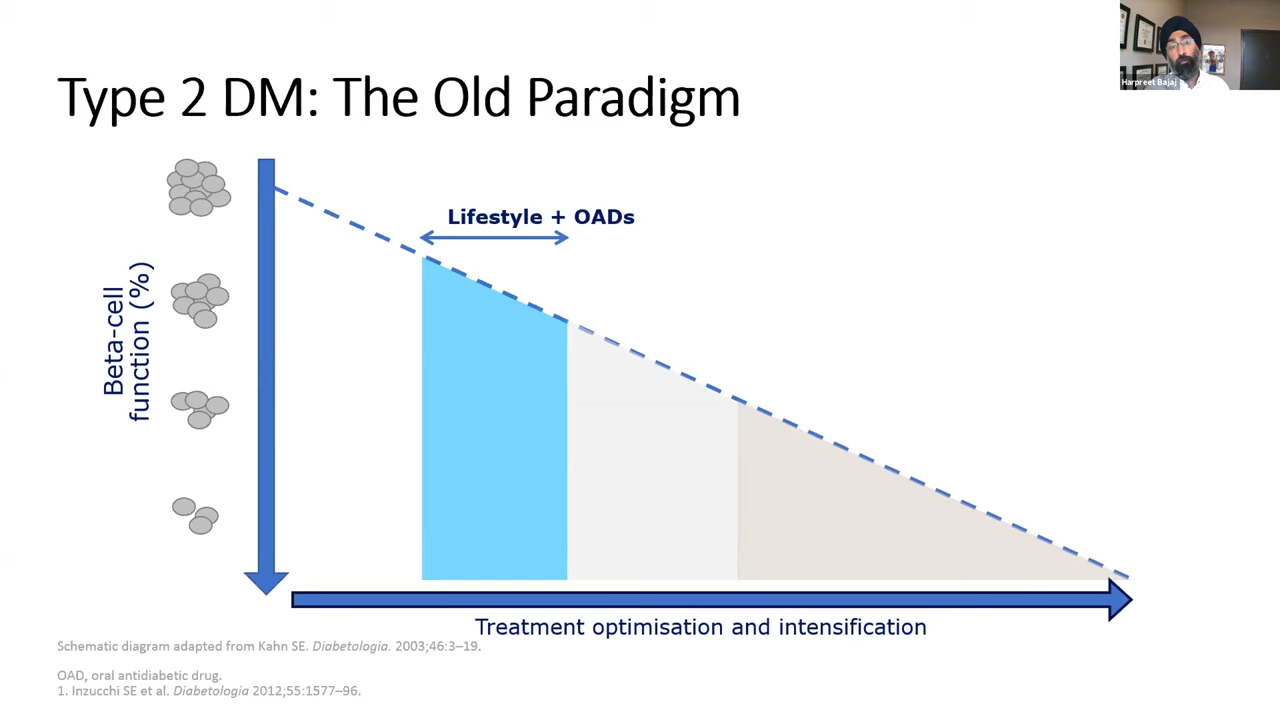 Harpreet Bajaj
Type 2 DM: The Old Paradigm
Lifestyle + OADs
Beta-cell
function (%)
Treatment optimisation and intensification
Schematic diagram adapted from Kahn SE. Diabetologia. 2003;46:3–19.
OAD, oral antidiabetic drug.
1. Inzucchi SE et al. Diabetologia 2012;55:1577–96.